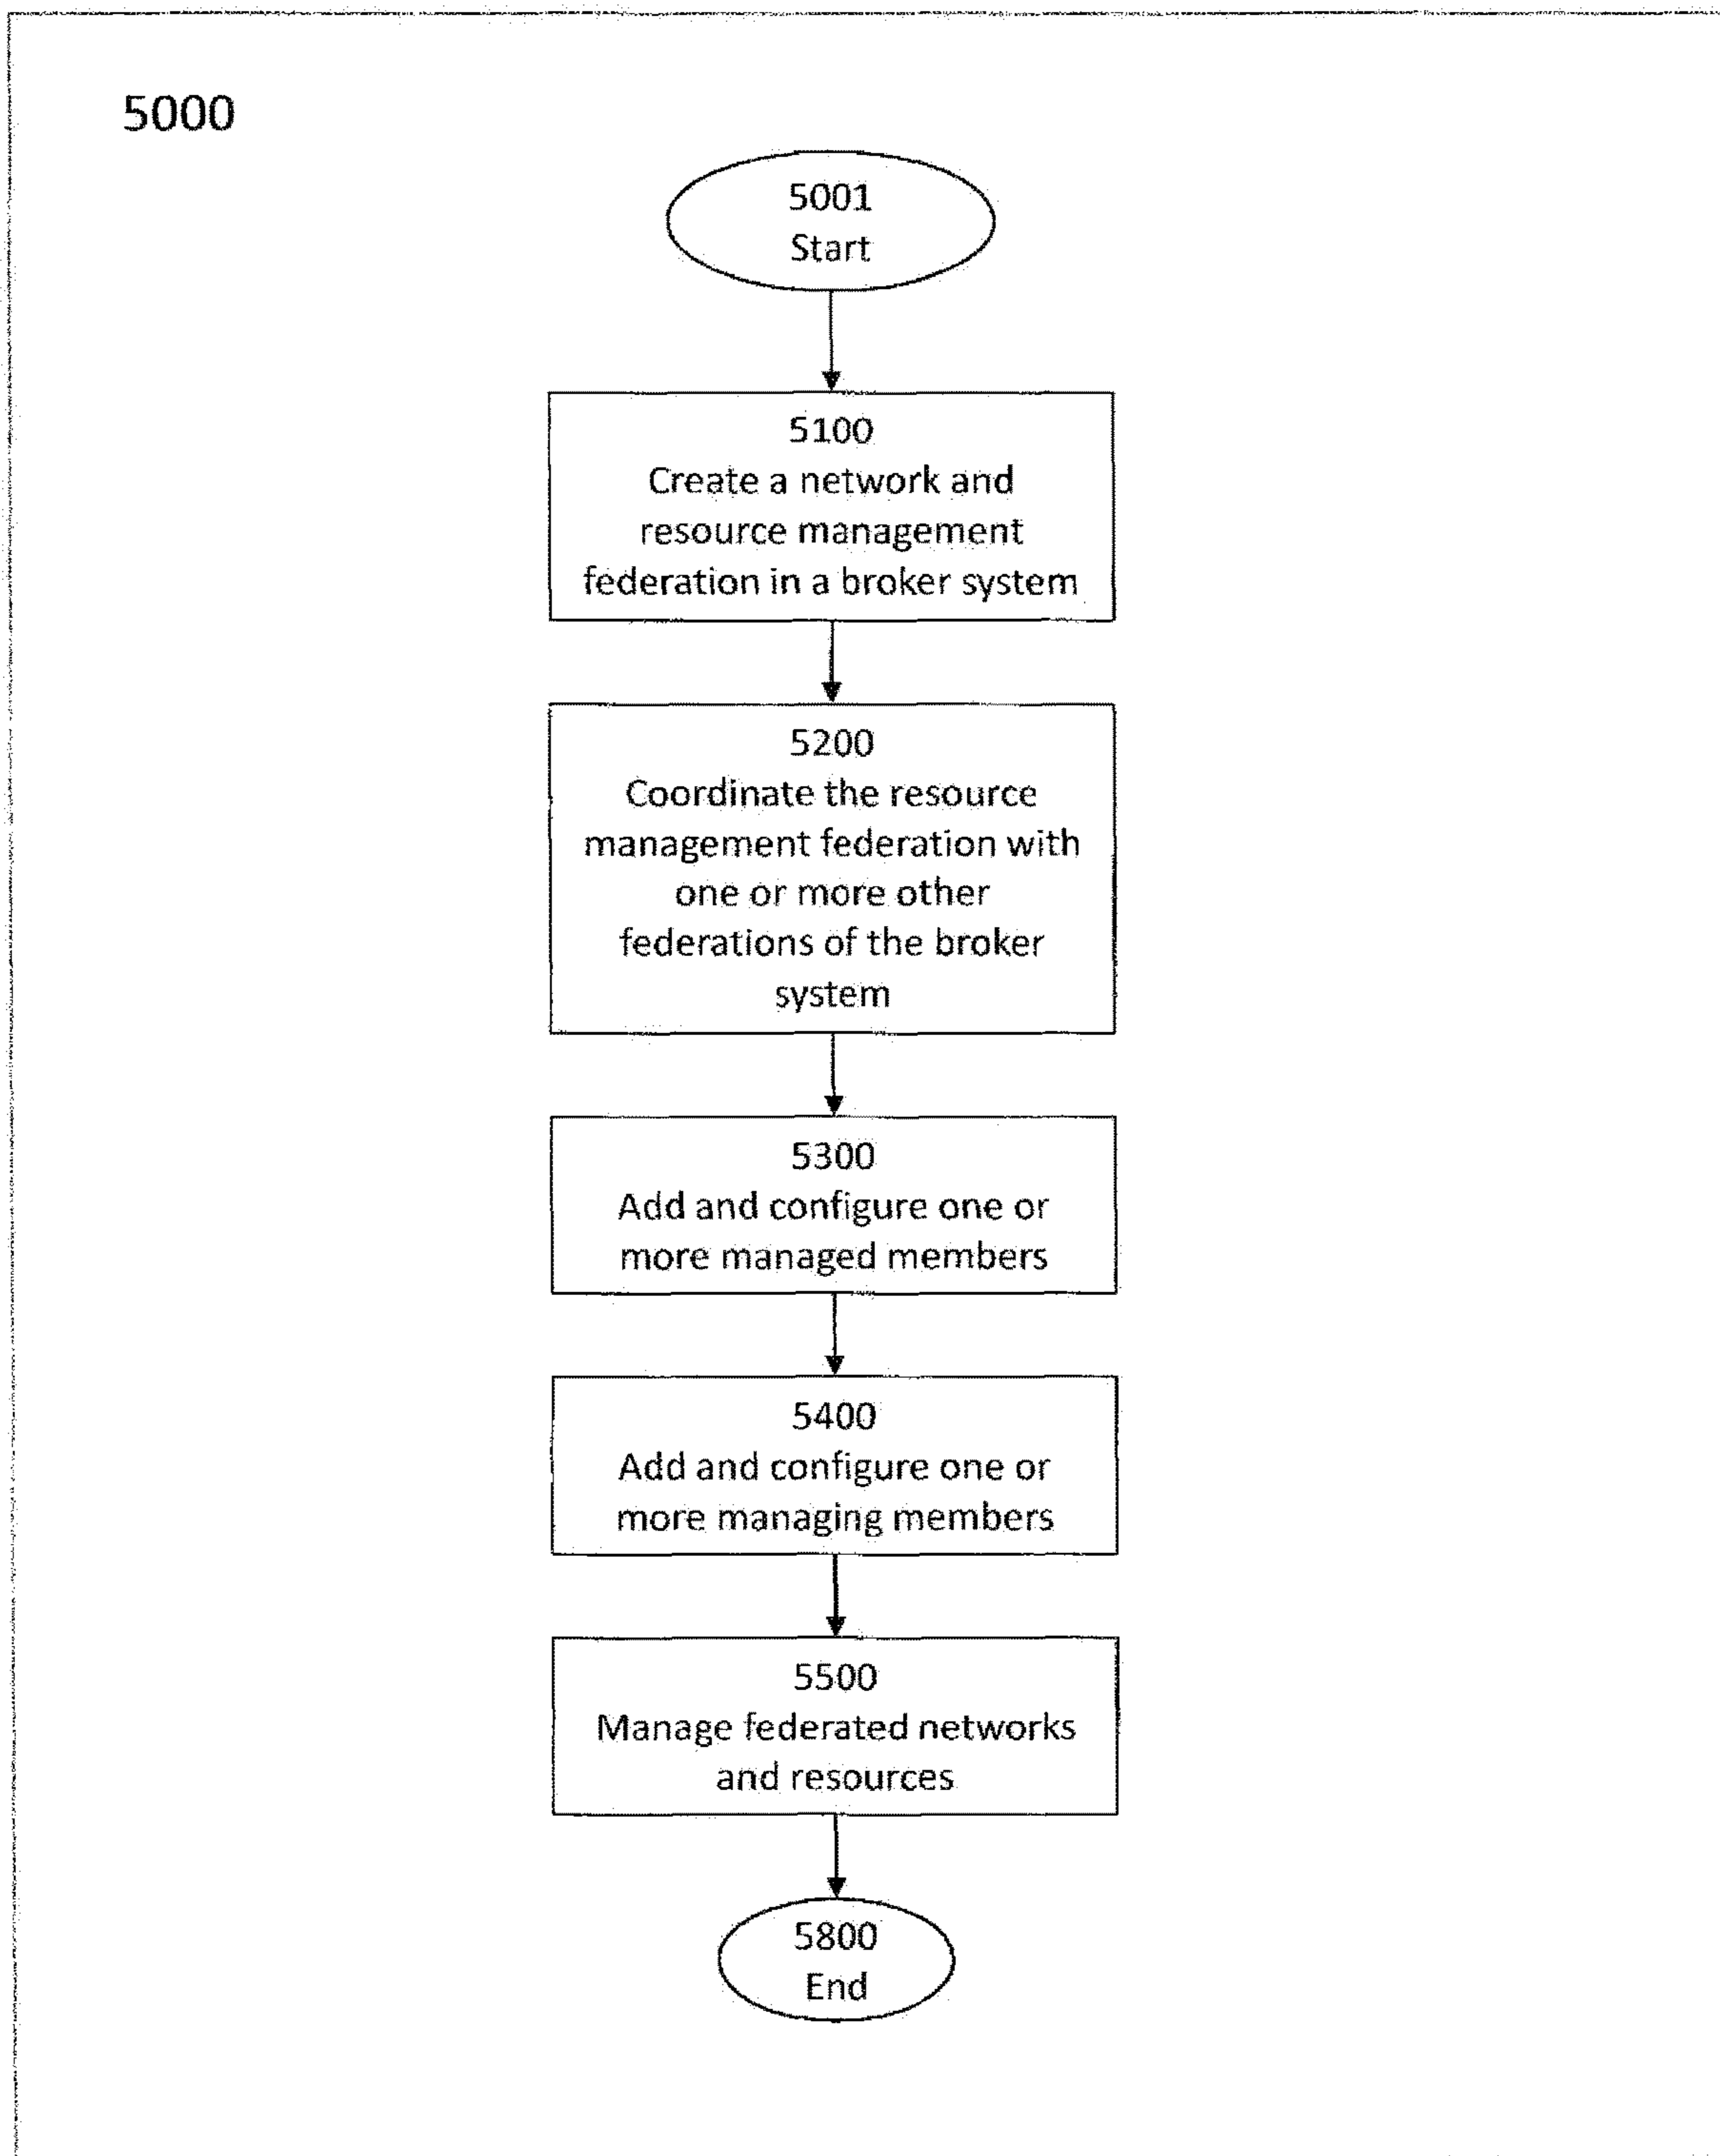 5000
5001
Start
5100
Create a network and
resource management
federation in a broker system
5200
Coordinate the resource
management federation with
one or more other
federations of the broker
system
5300
Add and configure one or
more managed members
5400
Add and configure one or
more managing members
5500
Manage federated networks
and resources
5800
End